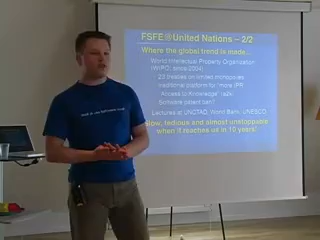 FSFE @ United Nations – 2/2
Where the global trend is made...
World Intellectual Property Organization
(WIPO, since 2004)
23 treaties on limited monopolies
traditional platform for "more IPR"
"Access to Knowledge"
Software patent ban?
Lectures at UNCTAD, World Bank, UNESCO
Slow, tedious and almost unstoppable
when it reaches us in 10 years!